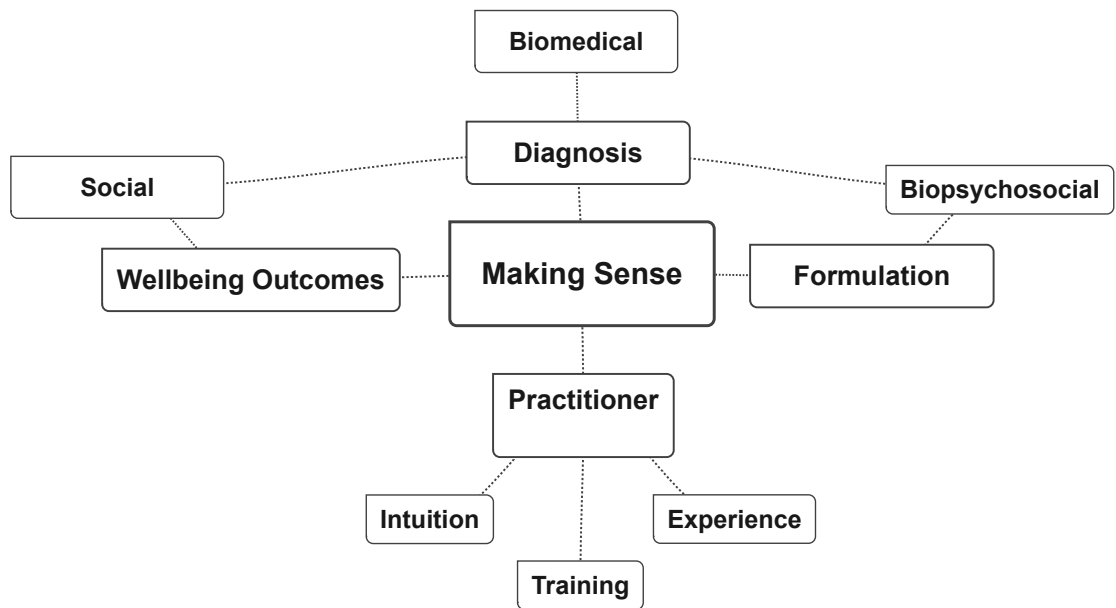 Biomedical
Diagnosis
Social
Biopsychosocial
Wellbeing Outcomes
Making Sense
Formulation
Practitioner
Intuition
Experience
Training